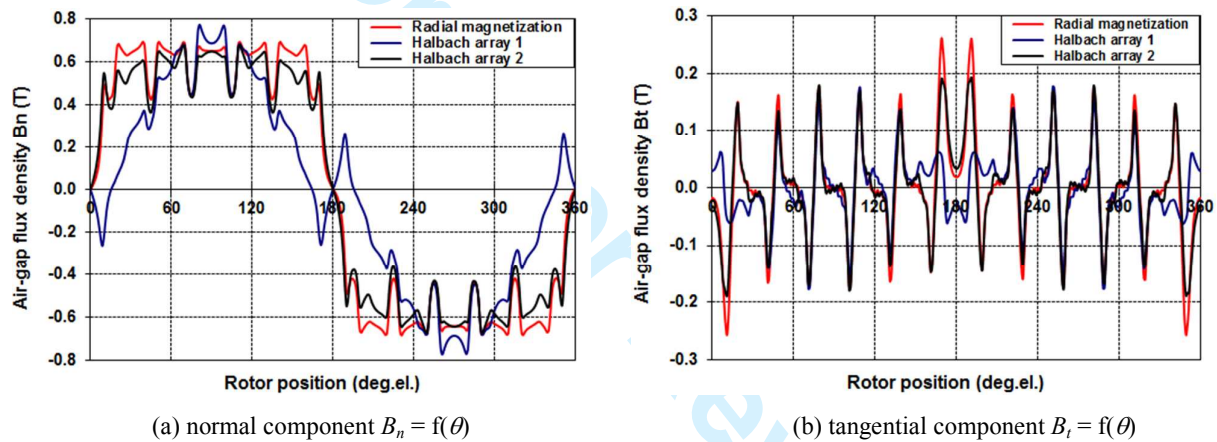 0.8
0.6
0.4
0.2
0.0
-0.2
-0.4
-0.6
-0.8
Air-gap flux density Bn (T)
Radial magnetization
Halbach array 1
Halbach array 2
0 60 120 180 240 300 360
Rotor position (deg.el.)
(a) normal component Bn = f(θ)
0.3
0.2
0.1
0.0
-0.1
-0.2
-0.3
Air-gap flux density Bt (T)
Radial magnetization
Halbach array 1
Halbach array 2
0 60 120 180 240 300 360
Rotor position (deg.el.)
(b) tangential component Bt = f(θ)